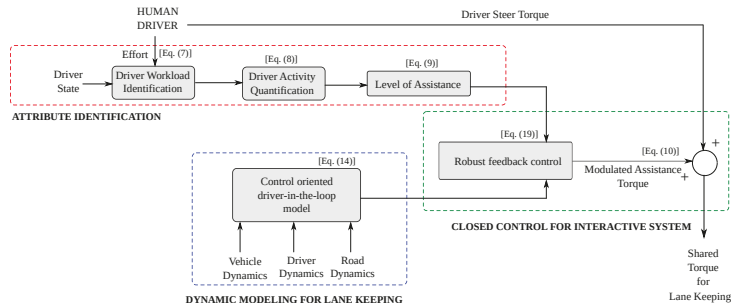 HUMAN
DRIVER
Driver Steer Torque
Effort
[Eq. (7)]
[Eq. (8)]
[Eq. (9)]
Driver
State
Driver Workload
Identification
Driver Activity
Quantification
Level of Assistance
ATTRIBUTE IDENTIFICATION
[Eq. (19)]
[Eq. (10)]
+
Robust feedback control
Modulated Assistance
Torque
+
[Eq. (14)]
Control oriented
driver-in-the-loop
model
CLOSED CONTROL FOR INTERACTIVE SYSTEM
Vehicle
Dynamics
Driver
Dynamics
Road
Dynamics
Shared
Torque
for
Lane Keeping
DYNAMIC MODELING FOR LANE KEEPING